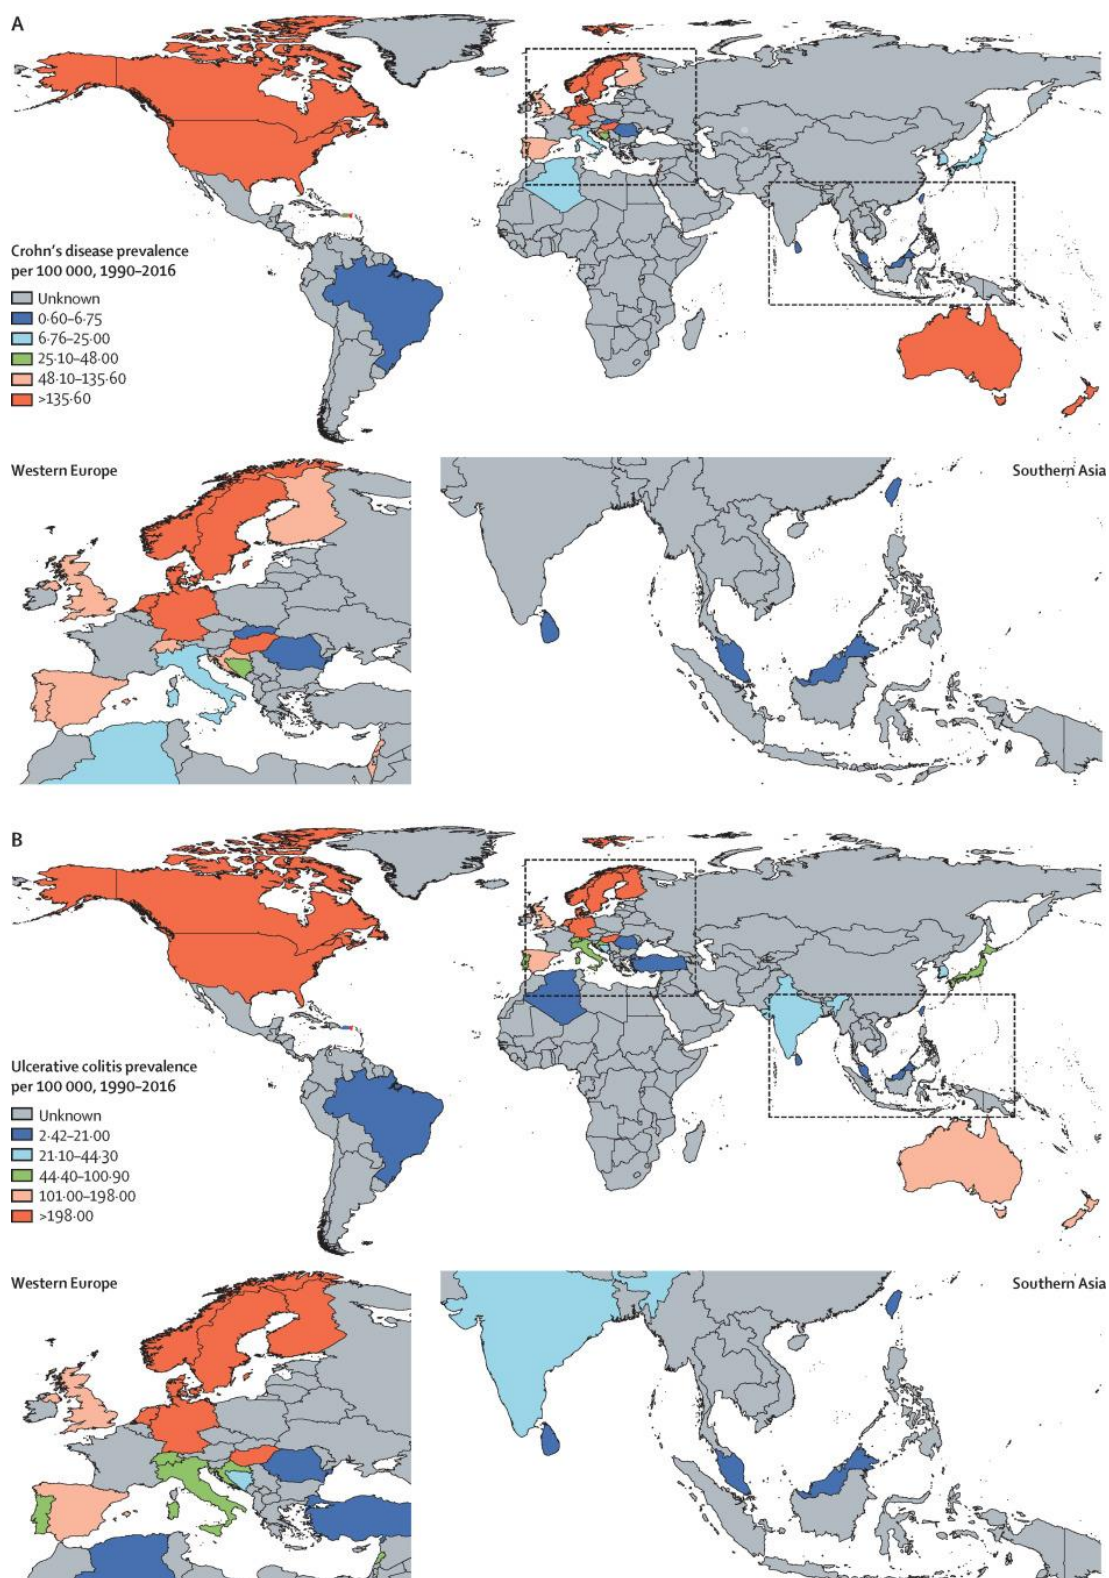 A
Crohn's disease prevalence
per 100 000, 1990–2016
Unknown
0·60–6·75
6·76–25·00
25·10–48·00
48·10–135·60
>135·60
Western Europe
Southern Asia
B
Ulcerative colitis prevalence
per 100 000, 1990–2016
Unknown
2·42–21·00
21·10–44·30
44·40–100·90
101·00–198·00
>198·00
Western Europe
Southern Asia